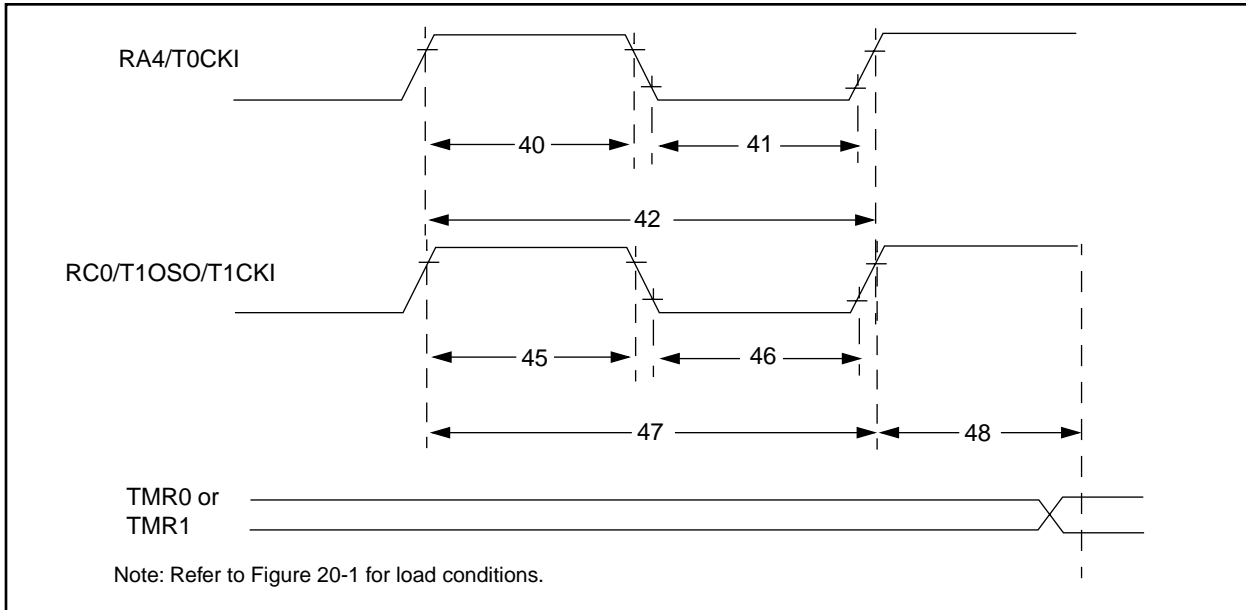 RA4/T0CKI
40
41
42
RC0/T1OSO/T1CKI
45
46
47
48
TMR0 or
TMR1
Note: Refer to Figure 20-1 for load conditions.